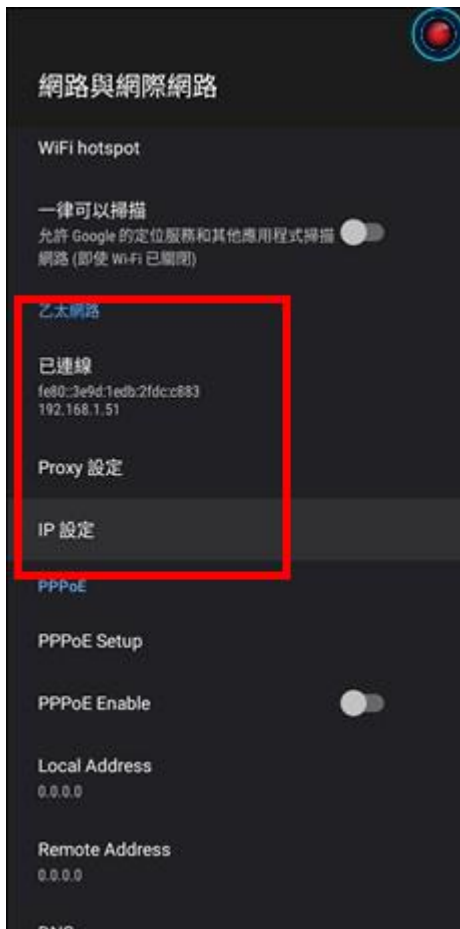 網路與網際網路
WiFi hotspot
一律可以掃描
允許 Google 的定位服務和其他應用程式掃描
網路 (即使 Wi-Fi 已關閉)
乙太網路
已連線
fe80::3e9d:1edb:2fdc:c883
192.168.1.51
Proxy 設定
IP 設定
PPPoE
PPPoE Setup
PPPoE Enable
Local Address
0.0.0.0
Remote Address
0.0.0.0